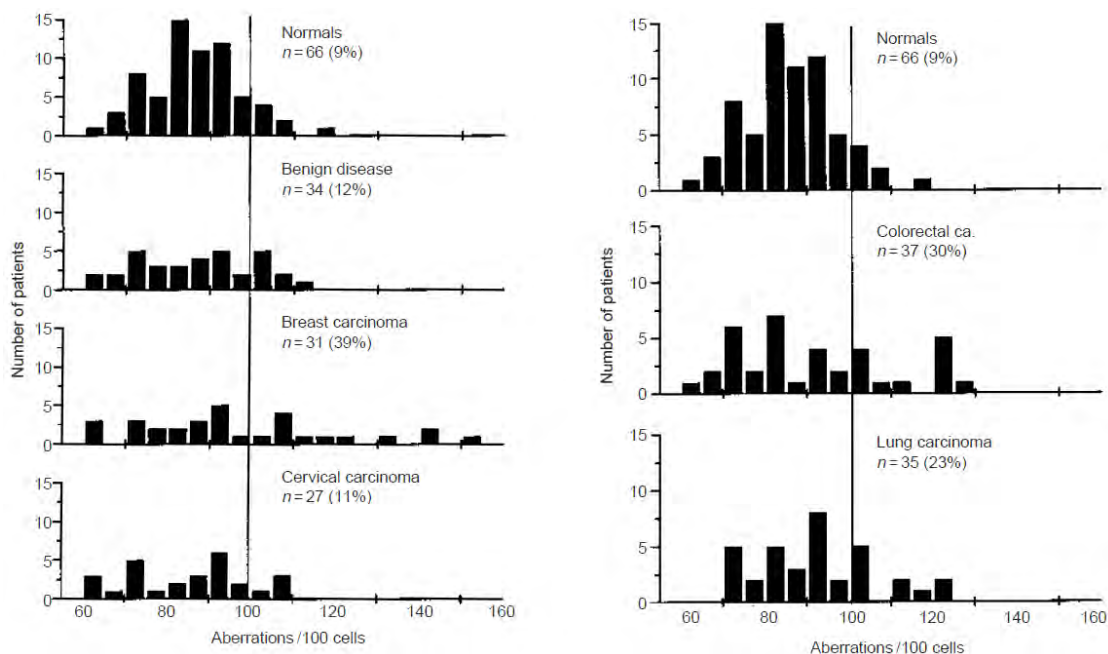 15
10
5
0
Normals
n = 66 (9%)
15
10
5
0
Benign disease
n = 34 (12%)
15
10
5
0
Breast carcinoma
n = 31 (39%)
15
10
5
0
Cervical carcinoma
n = 27 (11%)
Number of patients
60 80 100 120 140 160
Aberrations /100 cells
15
10
5
0
Normals
n = 66 (9%)
15
10
5
0
Colorectal ca.
n = 37 (30%)
15
10
5
0
Lung carcinoma
n = 35 (23%)
Number of patients
60 80 100 120 140 160
Aberrations /100 cells